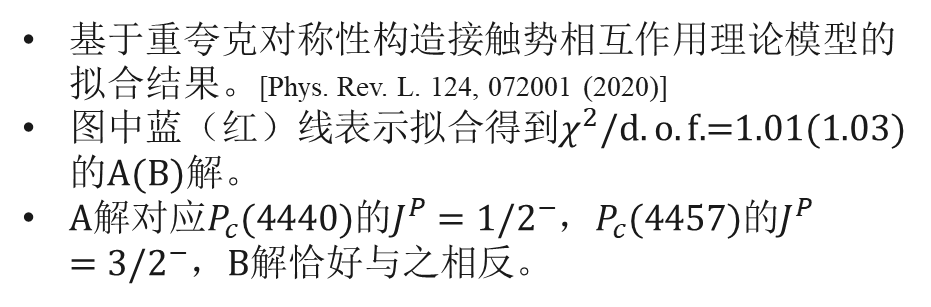 • 基于重夸克对称性构造接触势相互作用理论模型的
拟合结果。[Phys. Rev. L. 124, 072001 (2020)]
• 图中蓝（红）线表示拟合得到χ²/d. o. f.=1.01(1.03)
的A(B)解。
• A解对应P_c(4440)的J^P = 1/2⁻，P_c(4457)的J^P
= 3/2⁻，B解恰好与之相反。